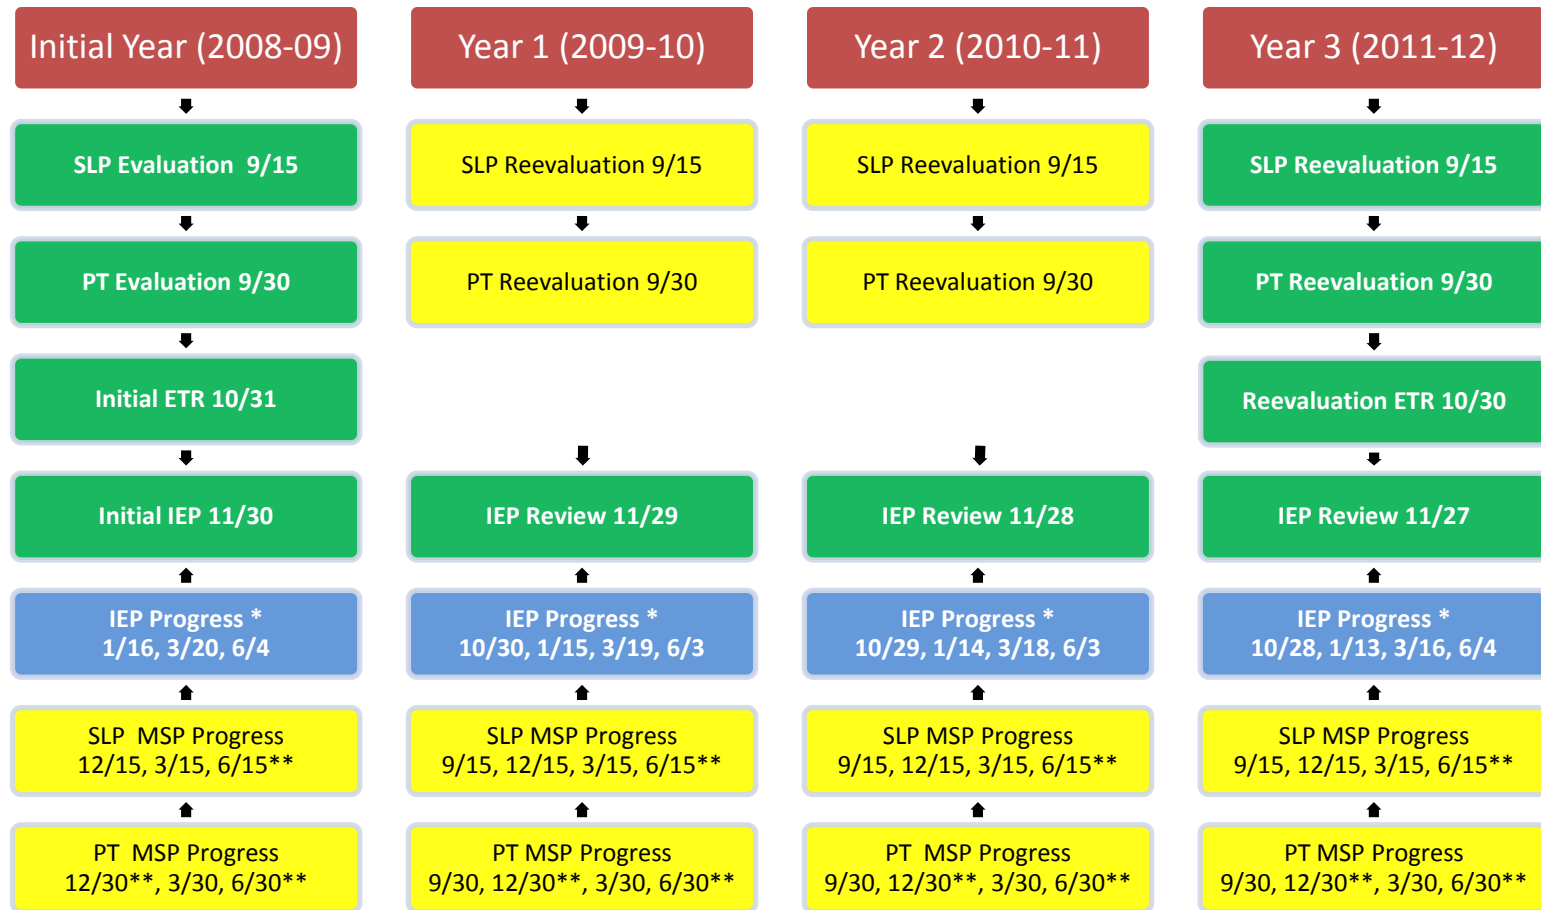 Initial Year (2008-09)
SLP Evaluation 9/15
PT Evaluation 9/30
Initial ETR 10/31
Initial IEP 11/30
IEP Progress *
1/16, 3/20, 6/4
SLP MSP Progress
12/15, 3/15, 6/15**
PT MSP Progress
12/30**, 3/30, 6/30**
Year 1 (2009-10)
SLP Reevaluation 9/15
PT Reevaluation 9/30
IEP Review 11/29
IEP Progress *
10/30, 1/15, 3/19, 6/3
SLP MSP Progress
9/15, 12/15, 3/15, 6/15**
PT MSP Progress
9/30, 12/30**, 3/30, 6/30**
Year 2 (2010-11)
SLP Reevaluation 9/15
PT Reevaluation 9/30
IEP Review 11/28
IEP Progress *
10/29, 1/14, 3/18, 6/3
SLP MSP Progress
9/15, 12/15, 3/15, 6/15**
PT MSP Progress
9/30, 12/30**, 3/30, 6/30**
Year 3 (2011-12)
SLP Reevaluation 9/15
PT Reevaluation 9/30
Reevaluation ETR 10/30
IEP Review 11/27
IEP Progress *
10/28, 1/13, 3/16, 6/4
SLP MSP Progress
9/15, 12/15, 3/15, 6/15**
PT MSP Progress
9/30, 12/30**, 3/30, 6/30**